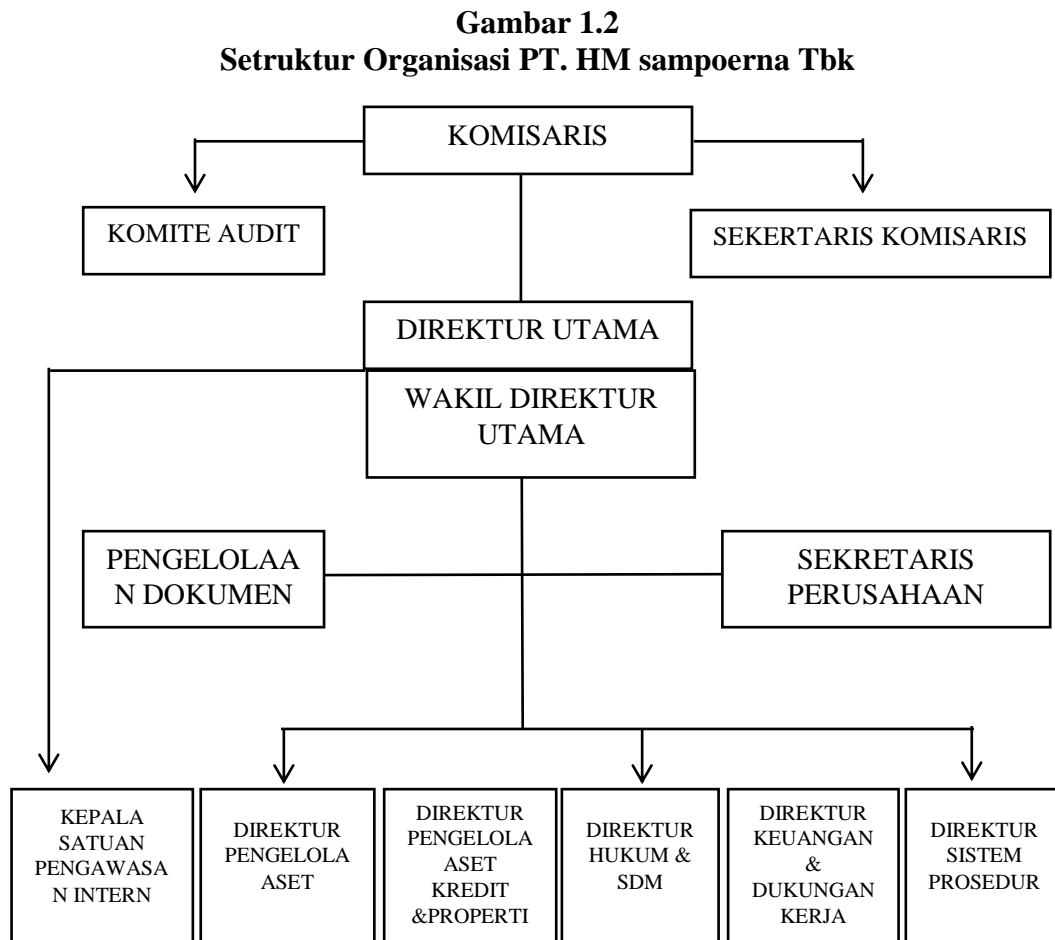 Gambar 1.2
Setruktur Organisasi PT. HM sampoerna Tbk
KOMISARIS
KOMITE AUDIT
SEKERTARIS KOMISARIS
DIREKTUR UTAMA
WAKIL DIREKTUR
UTAMA
PENGELOLAA
N DOKUMEN
SEKRETARIS
PERUSAHAAN
KEPALA
SATUAN
PENGAWASA
N INTERN
DIREKTUR
PENGELOLA
ASET
DIREKTUR
PENGELOLA
ASET
KREDIT
&PROPERTI
DIREKTUR
HUKUM &
SDM
DIREKTUR
KEUANGAN
&
DUKUNGAN
KERJA
DIREKTUR
SISTEM
PROSEDUR